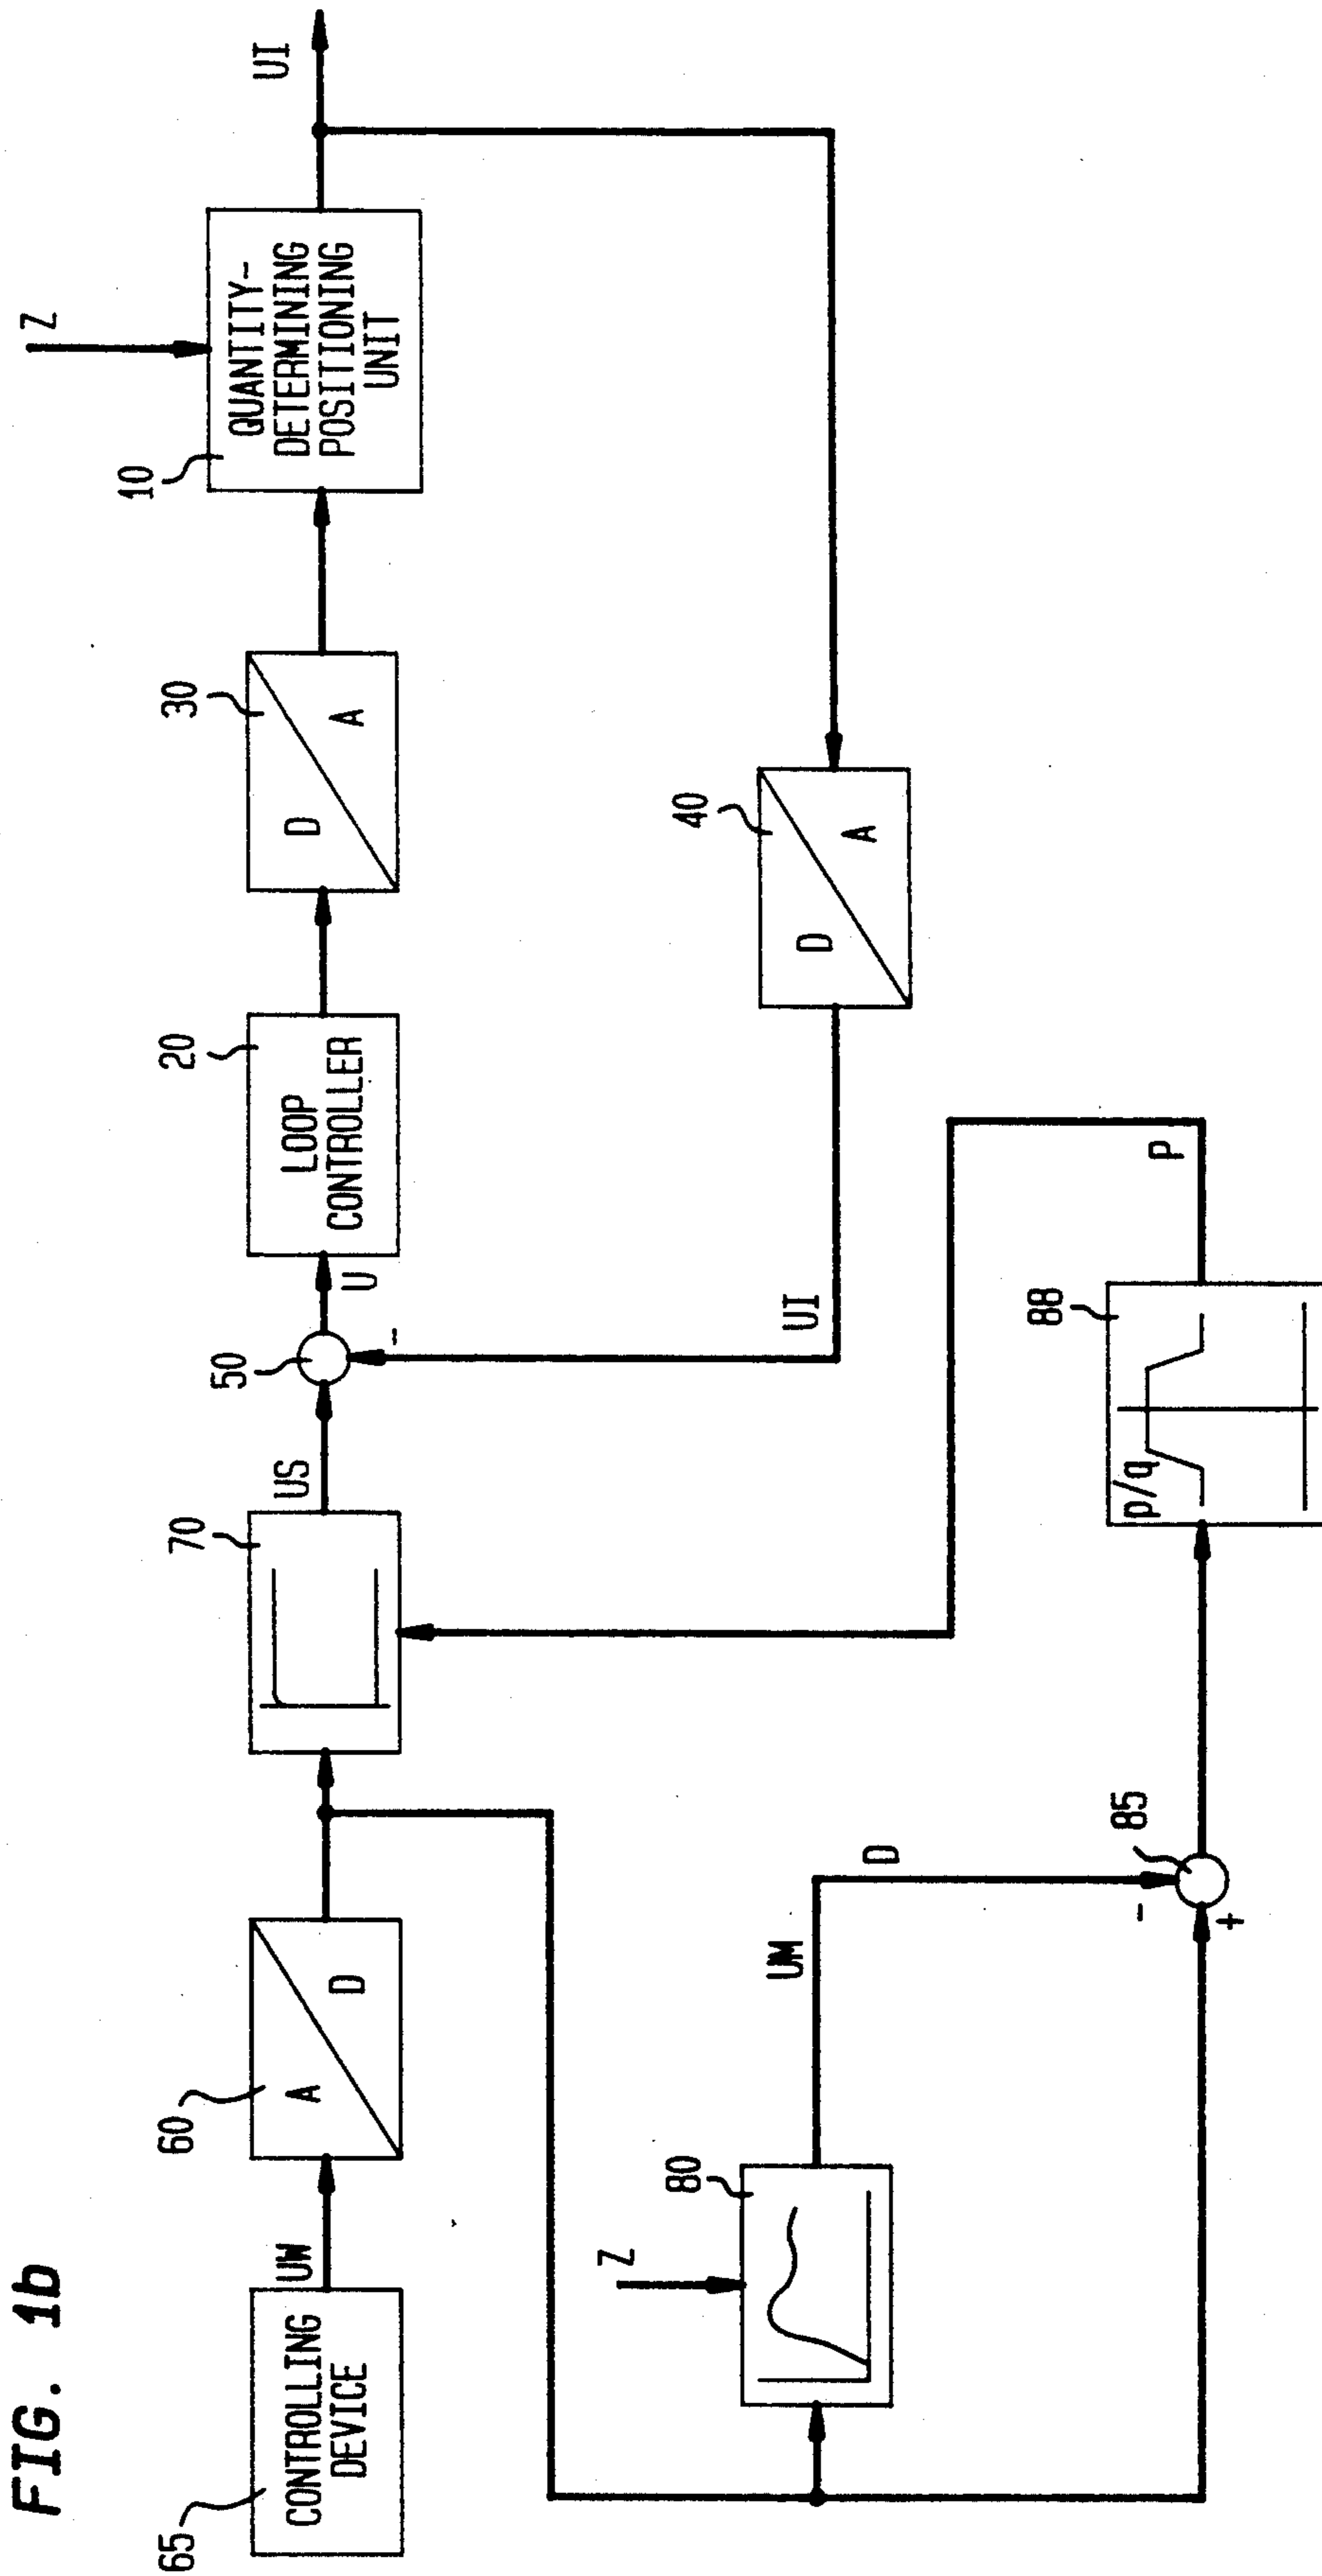 FIG. 1b
65
CONTROLLING
DEVICE
UW
60
A
D
70
US
50
-
U
20
LOOP
CONTROLLER
30
D
A
10
QUANTITY-
DETERMINING
POSITIONING
UNIT
Z
UI
40
D
A
UI
Z
80
UM
D
-
+
85
88
p/q
P